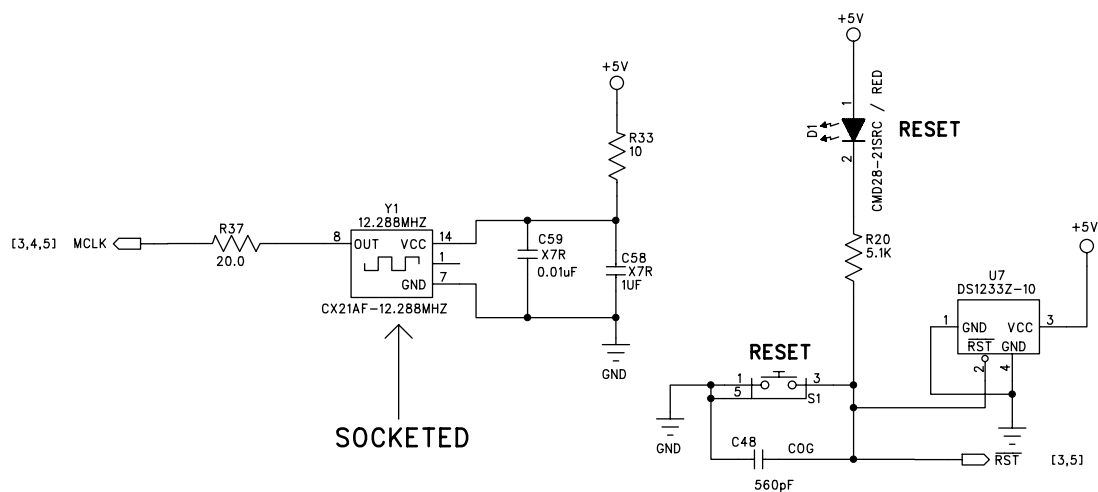 +5V
R33
10
Y1
12.288MHZ
R37
20.0
[3,4,5] MCLK
8 OUT VCC 14
1
GND 7
CX21AF-12.288MHZ
C59
X7R
0.01uF
C58
X7R
1UF
GND
SOCKETED
+5V
1
D1
2
CMD28-21SRC / RED
RESET
R20
5.1K
+5V
U7
DS1233Z-10
1 GND VCC 3
RST GND
2 4
RESET
1 3
5 S1
GND
C48 COG
560pF
RST [3,5]